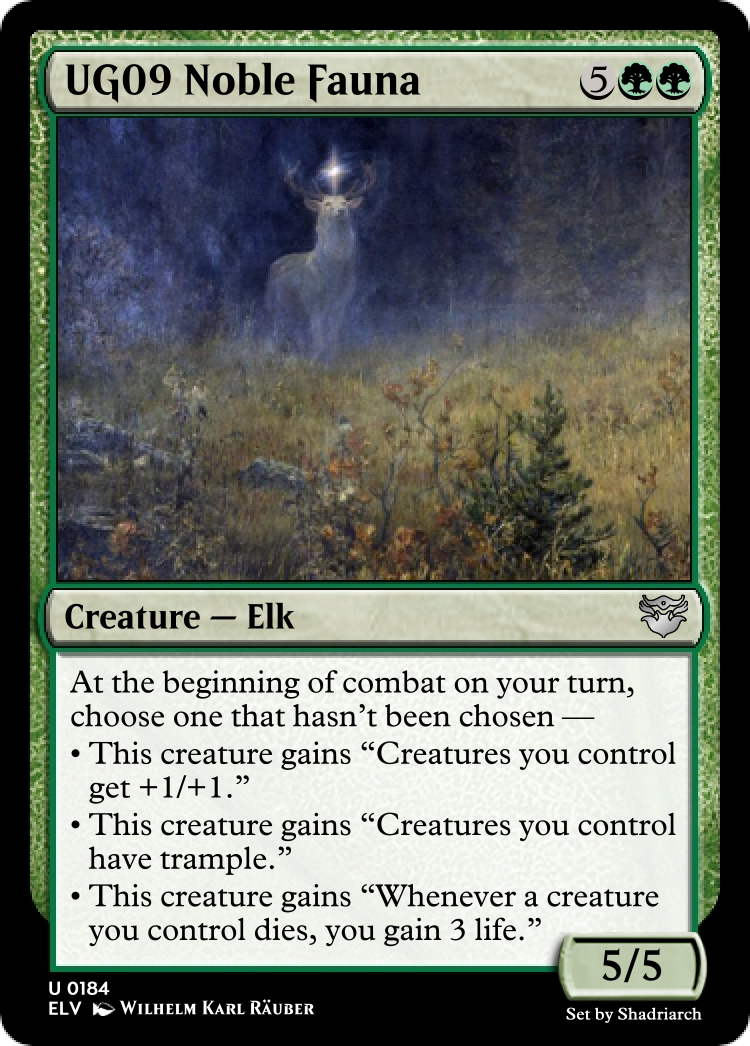 UG09 Noble Fauna 5
Creature — Elk
At the beginning of combat on your turn,
choose one that hasn't been chosen —
• This creature gains “Creatures you control
get +1/+1.”
• This creature gains “Creatures you control
have trample.”
• This creature gains “Whenever a creature
you control dies, you gain 3 life.”
5/5
U 0184
ELV Wilhelm Karl Räuber
Set by Shadriarch